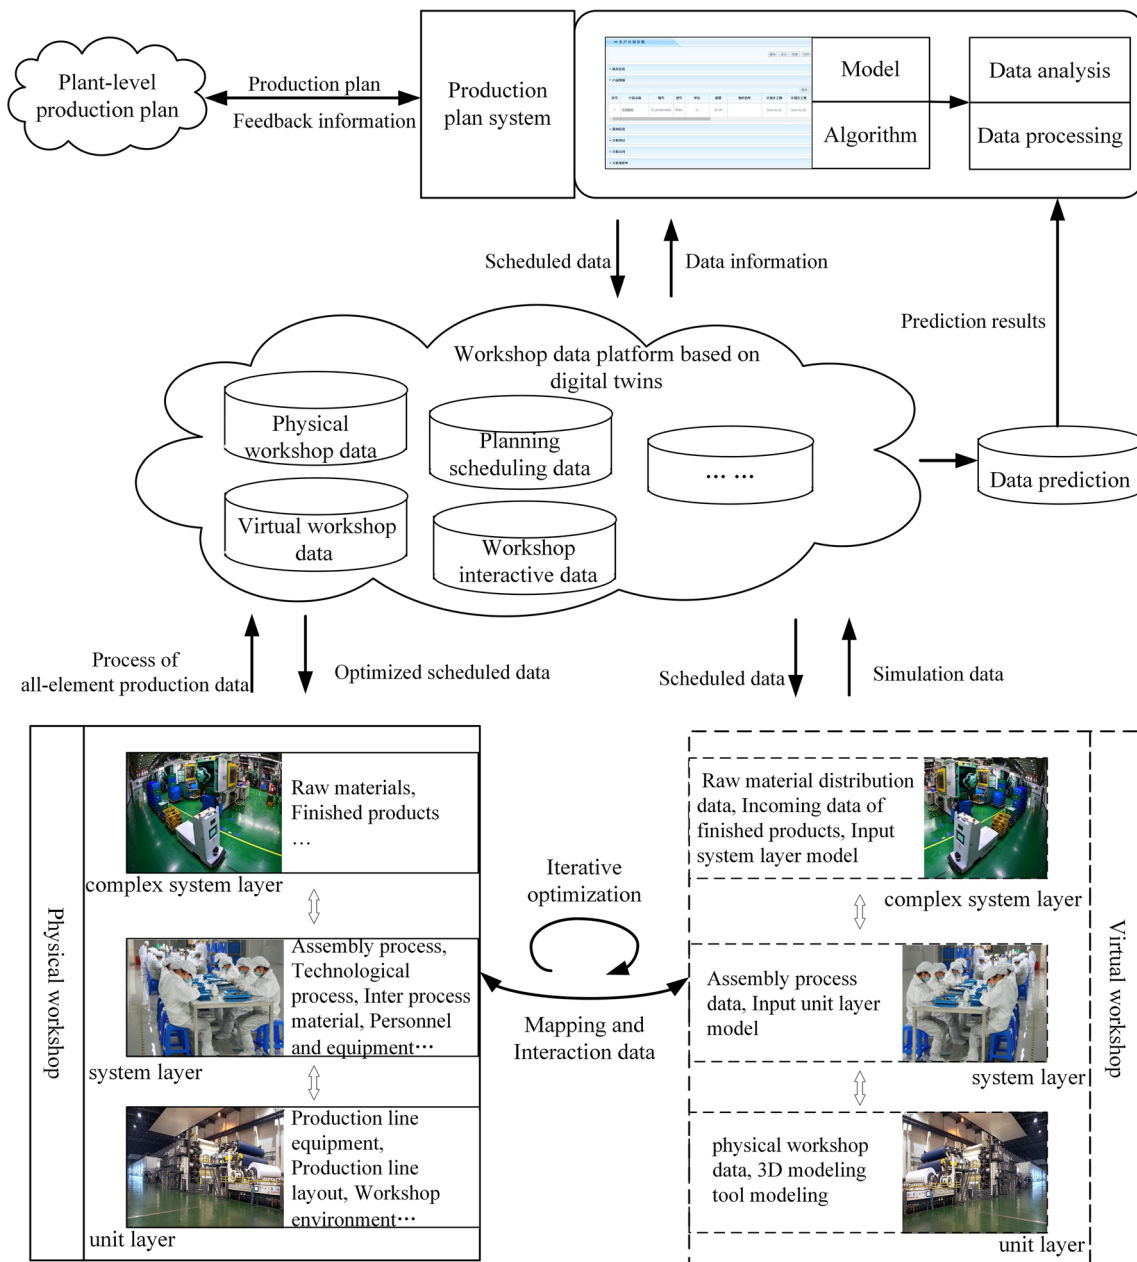 Plant-level
production plan
Production plan
Feedback information
Production
plan system
Model
Algorithm
Data analysis
Data processing
Scheduled data
Data information
Prediction results
Workshop data platform based on
digital twins
Physical
workshop data
Planning
scheduling data
… …
Virtual workshop
data
Workshop
interactive data
Data prediction
Process of
all-element production data
Optimized scheduled data
Scheduled data
Simulation data
Physical workshop
Raw materials,
Finished products
…
complex system layer
Assembly process,
Technological
process, Inter process
material, Personnel
and equipment…
system layer
Production line
equipment,
Production line
layout, Workshop
environment…
unit layer
Iterative
optimization
Mapping and
Interaction data
Raw material distribution
data, Incoming data of
finished products, Input
system layer model
complex system layer
Assembly process
data, Input unit layer
model
system layer
physical workshop
data, 3D modeling
tool modeling
unit layer
Virtual workshop